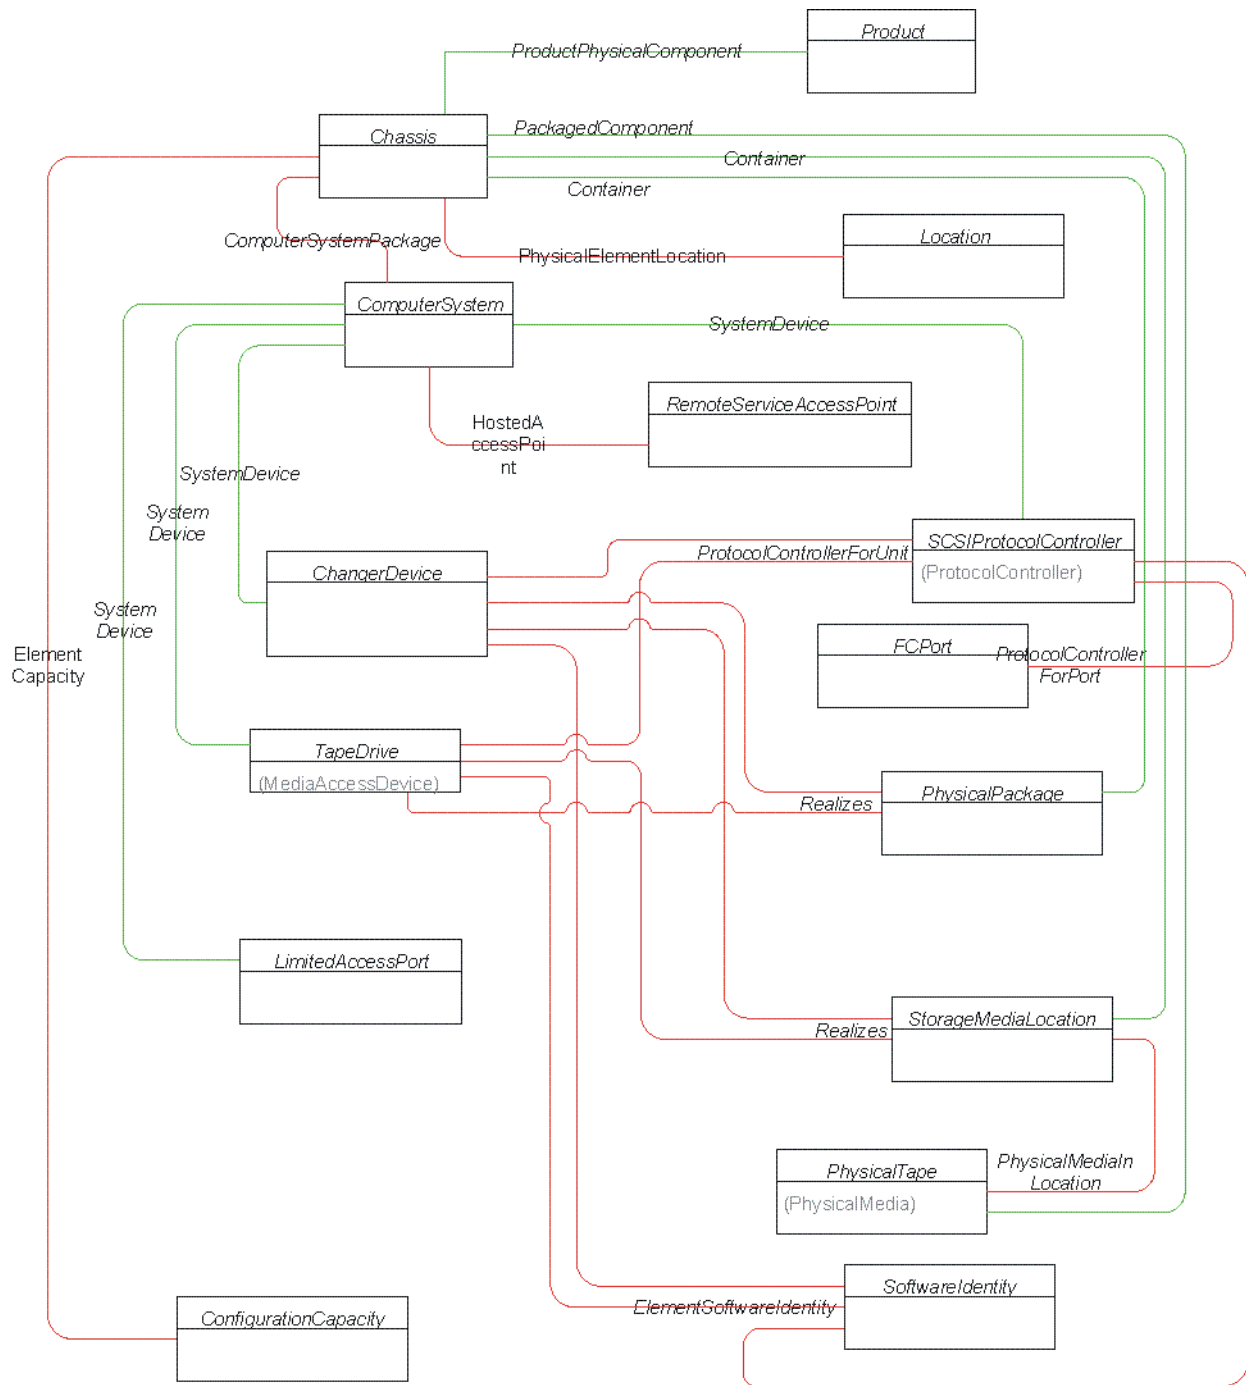 Product
ProductPhysicalComponent
Chassis
PackagedComponent
Container
Container
Location
ComputerSystemPackage
PhysicalElementLocation
ComputerSystem
SystemDevice
RemoteServiceAccessPoint
HostedA
ccessPoi
nt
SystemDevice
System
Device
SCSIProtocolController
(ProtocolController)
ProtocolControllerForUnit
ChangerDevice
System
Device
FCPort
ProtocolController
ForPort
Element
Capacity
TapeDrive
(MediaAccessDevice)
PhysicalPackage
Realizes
LimitedAccessPort
StorageMediaLocation
Realizes
PhysicalTape
(PhysicalMedia)
PhysicalMediaIn
Location
SoftwareIdentity
ElementSoftwareIdentity
ConfigurationCapacity